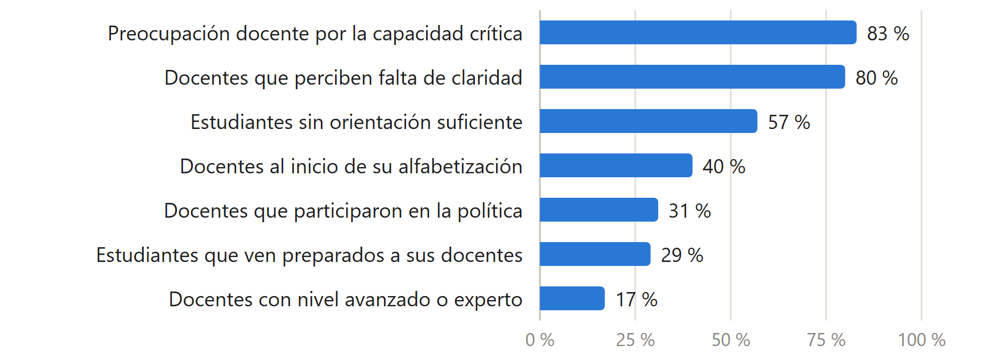 Preocupación docente por la capacidad crítica 83 %
Docentes que perciben falta de claridad 80 %
Estudiantes sin orientación suficiente 57 %
Docentes al inicio de su alfabetización 40 %
Docentes que participaron en la política 31 %
Estudiantes que ven preparados a sus docentes 29 %
Docentes con nivel avanzado o experto 17 %
0 % 25 % 50 % 75 % 100 %